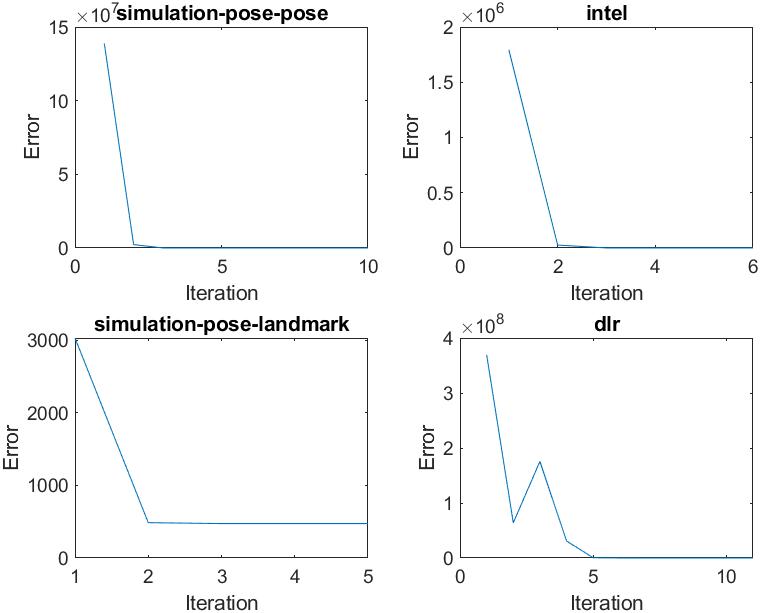 ×10⁷ simulation-pose-pose
15
10
5
0
0 5 10
Error
Iteration
×10⁶ intel
2
1.5
1
0.5
0
0 2 4 6
Error
Iteration
simulation-pose-landmark
3000
2000
1000
0
1 2 3 4 5
Error
Iteration
×10⁸ dlr
4
3
2
1
0
0 5 10
Error
Iteration